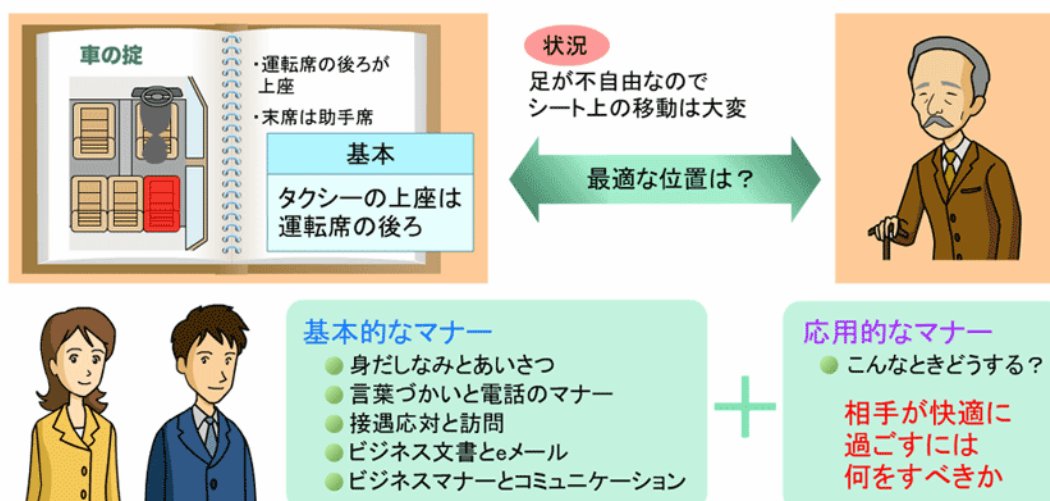 車の掟
・運転席の後ろが
上座
・末席は助手席
基本
タクシーの上座は
運転席の後ろ
状況
足が不自由なので
シート上の移動は大変
最適な位置は？
基本的なマナー
身だしなみとあいさつ
言葉づかいと電話のマナー
接遇応対と訪問
ビジネス文書とeメール
ビジネスマナーとコミュニケーション
＋
応用的なマナー
こんなときどうする？
相手が快適に
過ごすには
何をすべきか